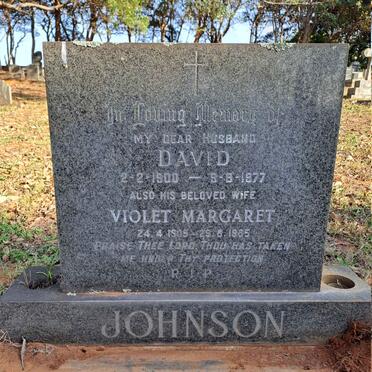 In Loving Memory of
MY DEAR HUSBAND
DAVID
2-2-1900 — 5-5-1977
ALSO HIS BELOVED WIFE
VIOLET MARGARET
24.4.1905-25.6.1985
PRAISE THEE LORD, THOU HAS TAKEN
ME UNDER THY PROTECTION
R.I.P.
JOHNSON